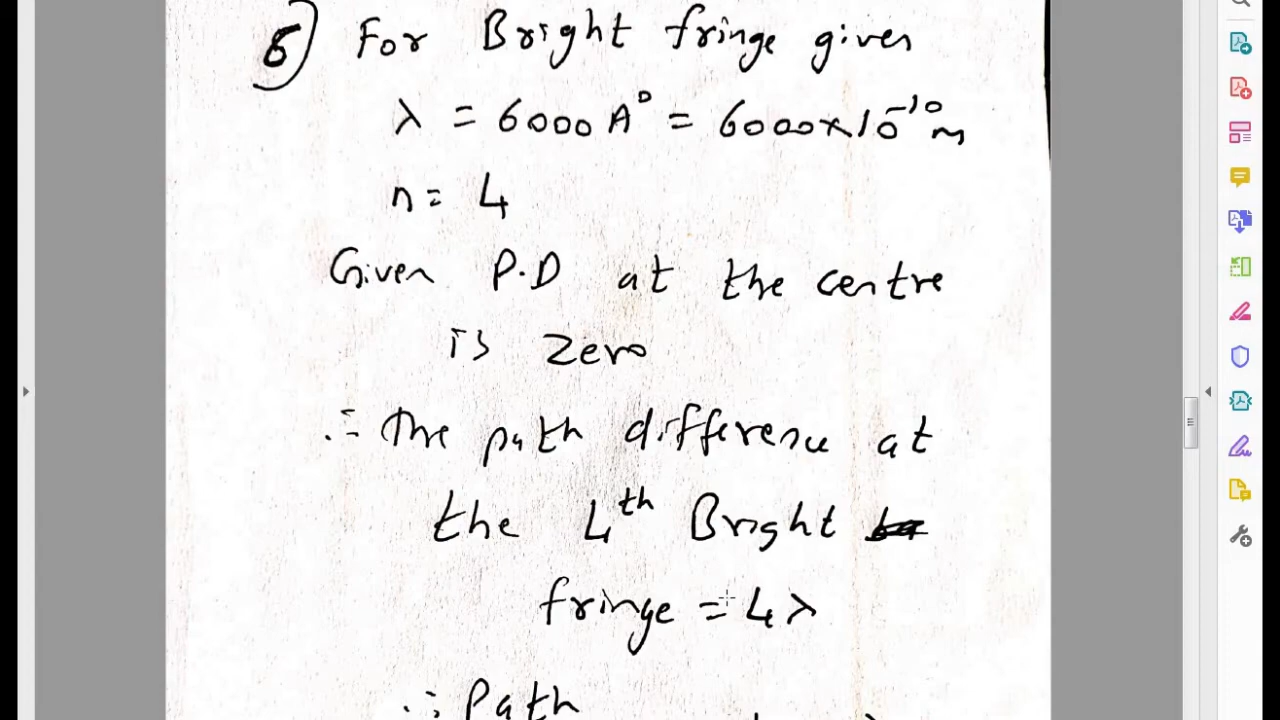 5) For Bright fringe given
λ = 6000 A° = 6000×10⁻¹⁰ m
n = 4
Given P.D at the centre
is zero
∴ The path difference at
the 4th Bright
fringe = 4λ
∴ Path